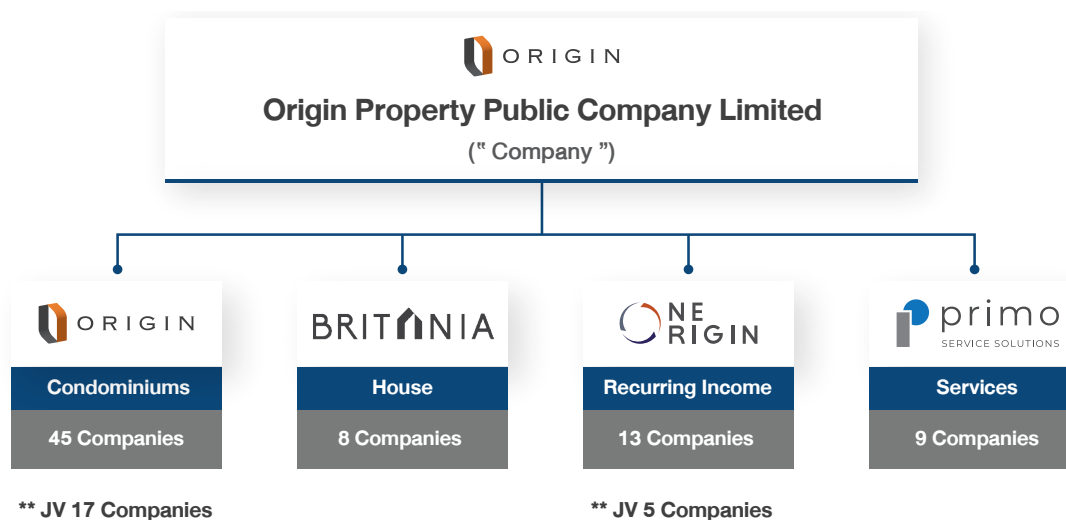 ORIGIN
Origin Property Public Company Limited
(“ Company ”)
ORIGIN
Condominiums
45 Companies
** JV 17 Companies
BRITANIA
House
8 Companies
ONE
ORIGIN
Recurring Income
13 Companies
** JV 5 Companies
primo
SERVICE SOLUTIONS
Services
9 Companies